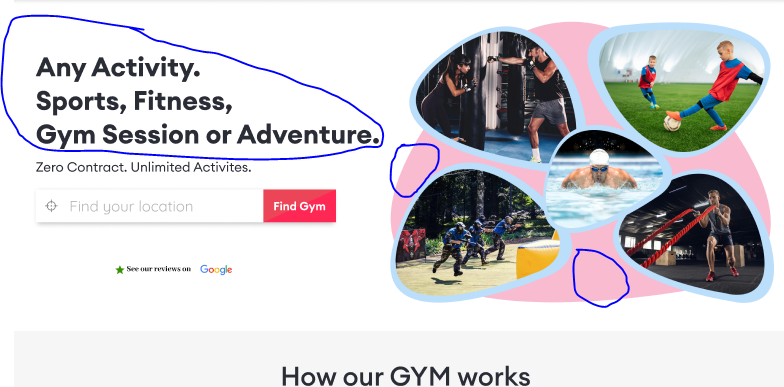 Any Activity.
Sports, Fitness,
Gym Session or Adventure.
Zero Contract. Unlimited Activites.
Find your location
Find Gym
See our reviews on Google
How our GYM works